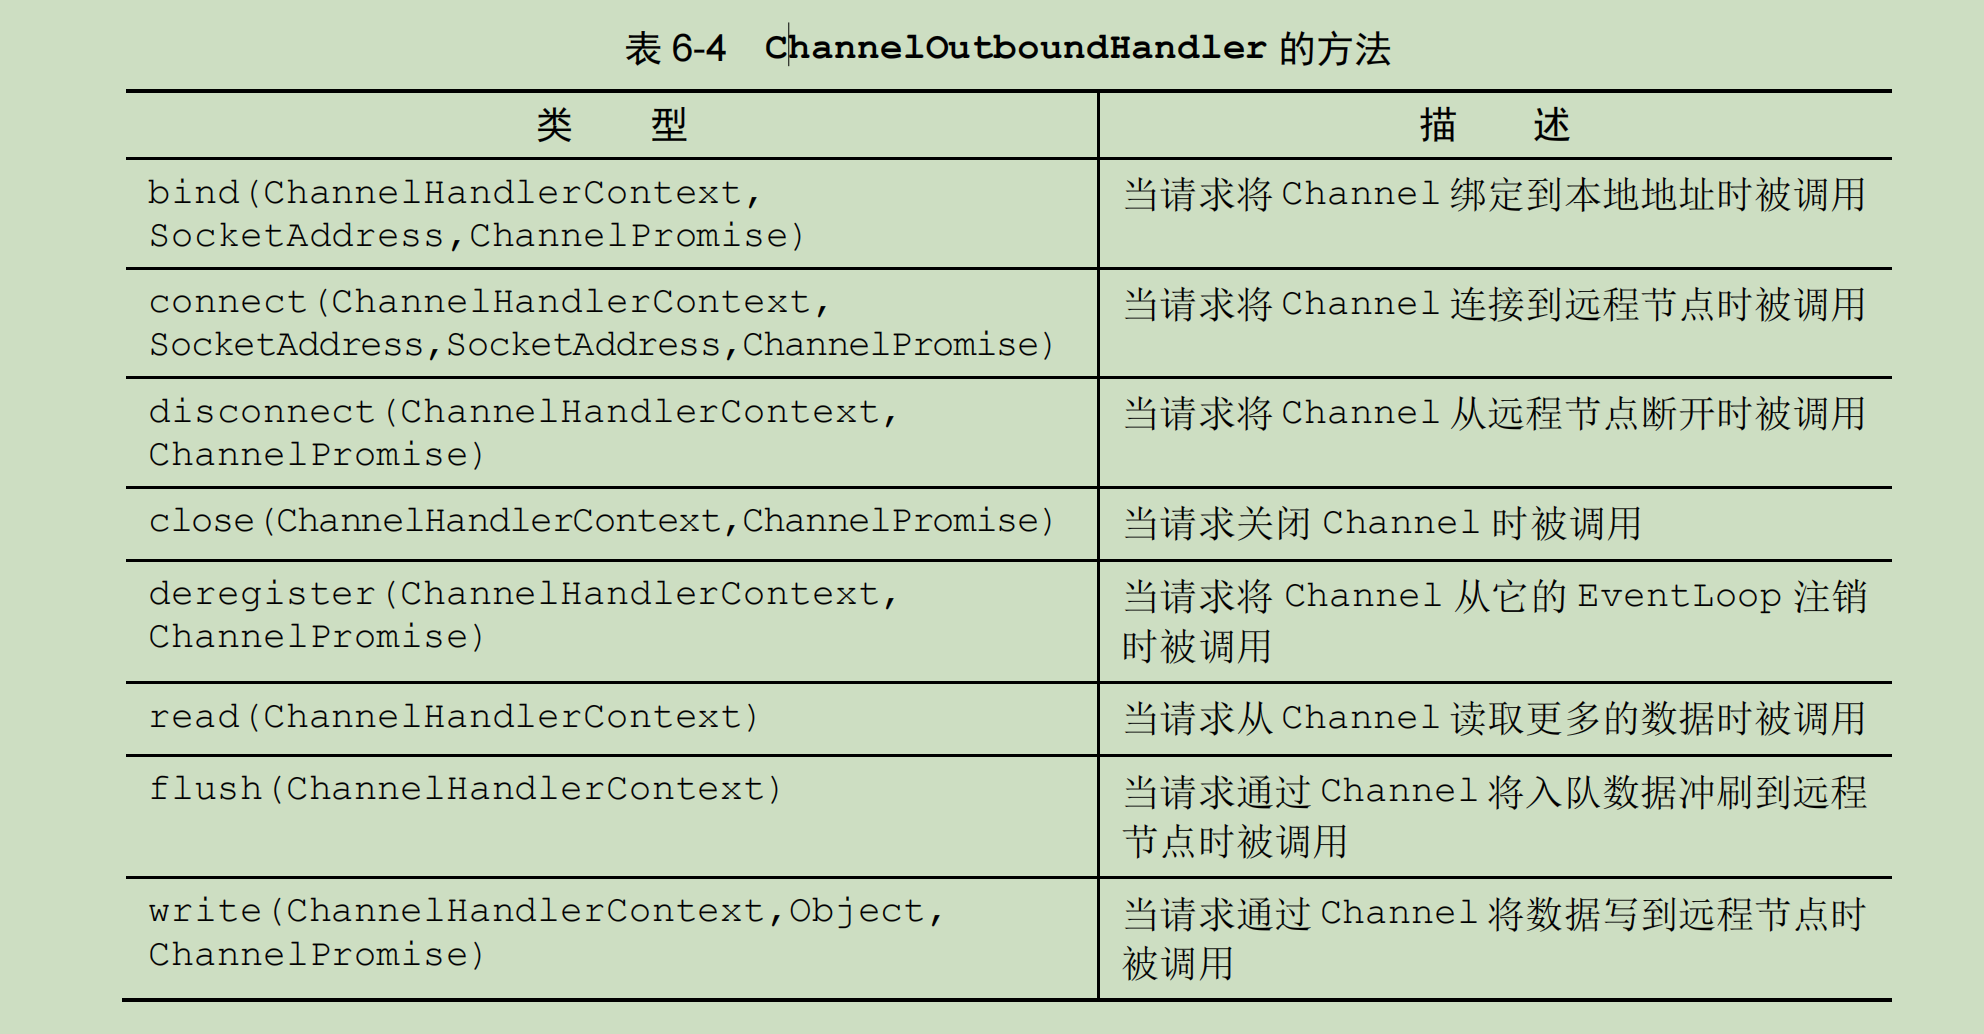 表 6-4 ChannelOutboundHandler 的方法
类 型
描 述
bind(ChannelHandlerContext,
SocketAddress,ChannelPromise)
当请求将 Channel 绑定到本地地址时被调用
connect(ChannelHandlerContext,
SocketAddress,SocketAddress,ChannelPromise)
当请求将 Channel 连接到远程节点时被调用
disconnect(ChannelHandlerContext,
ChannelPromise)
当请求将 Channel 从远程节点断开时被调用
close(ChannelHandlerContext,ChannelPromise)
当请求关闭 Channel 时被调用
deregister(ChannelHandlerContext,
ChannelPromise)
当请求将 Channel 从它的 EventLoop 注销
时被调用
read(ChannelHandlerContext)
当请求从 Channel 读取更多的数据时被调用
flush(ChannelHandlerContext)
当请求通过 Channel 将入队数据冲刷到远程
节点时被调用
write(ChannelHandlerContext,Object,
ChannelPromise)
当请求通过 Channel 将数据写到远程节点时
被调用